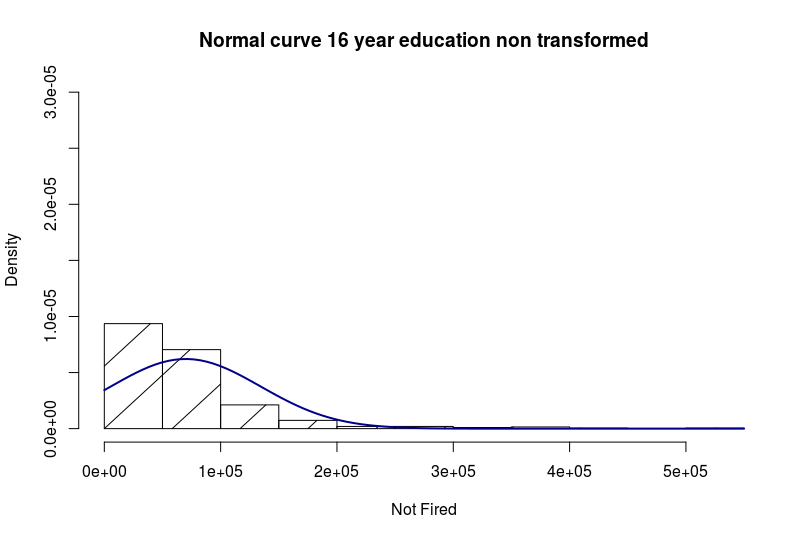 Normal curve 16 year education non transformed
3.0e-05
2.0e-05
1.0e-05
0.0e+00
Density
0e+00 1e+05 2e+05 3e+05 4e+05 5e+05
Not Fired